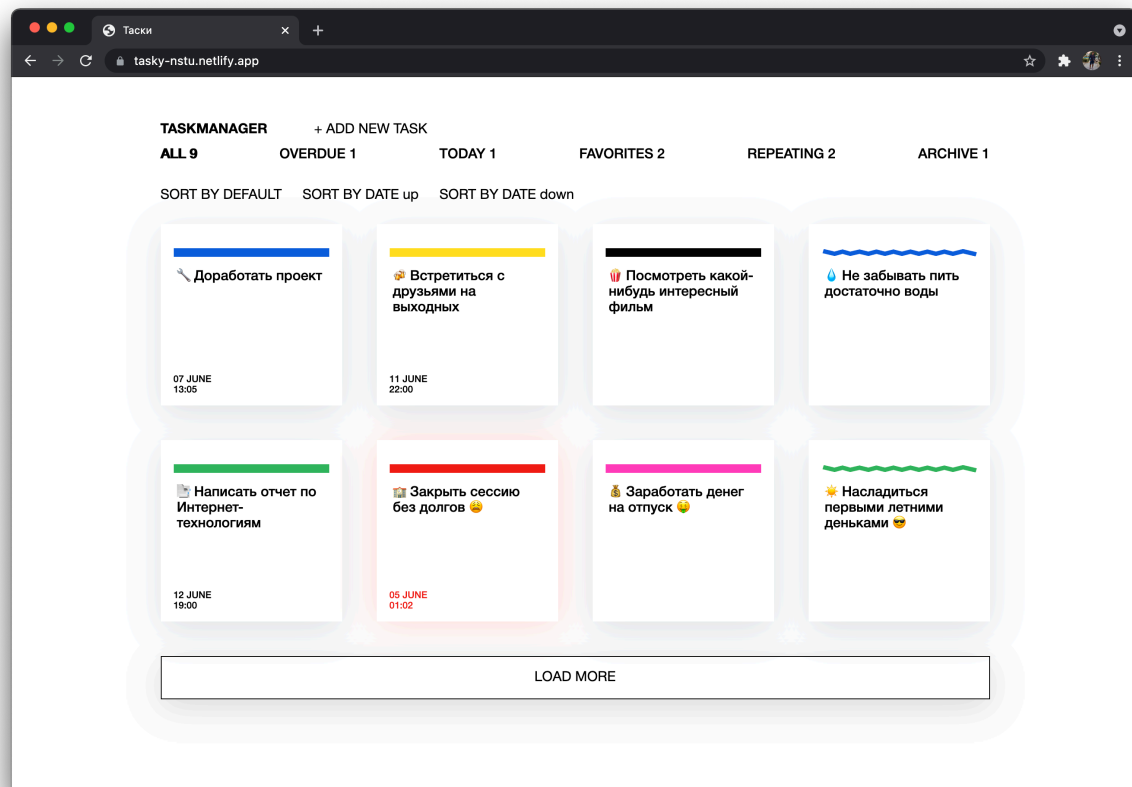 Таски
tasky-nstu.netlify.app
TASKMANAGER + ADD NEW TASK
ALL 9 OVERDUE 1 TODAY 1 FAVORITES 2 REPEATING 2 ARCHIVE 1
SORT BY DEFAULT SORT BY DATE up SORT BY DATE down
🔧 Доработать проект
07 JUNE
13:05
🍻 Встретиться с
друзьями на
выходных
11 JUNE
22:00
🍿 Посмотреть какой-
нибудь интересный
фильм
💧 Не забывать пить
достаточно воды
📑 Написать отчет по
Интернет-
технологиям
12 JUNE
19:00
🏫 Закрыть сессию
без долгов 😩
05 JUNE
01:02
💰 Заработать денег
на отпуск 🤑
☀️ Насладиться
первыми летними
деньками 😎
LOAD MORE